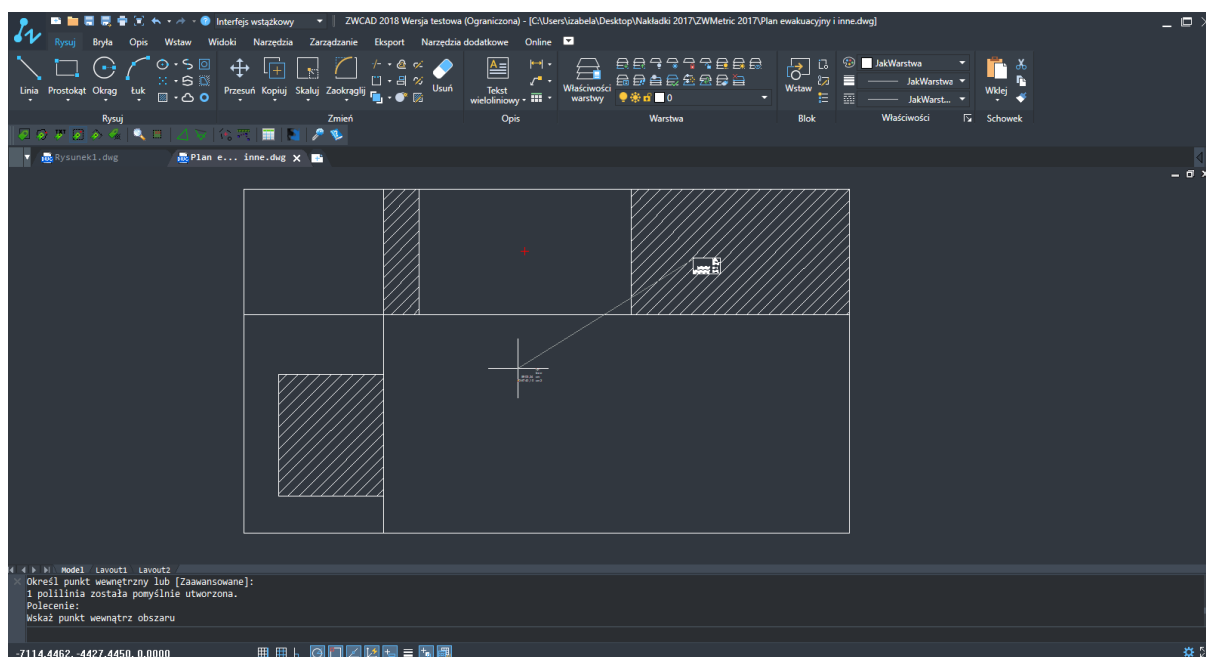 Interfejs wstążkowy
ZWCAD 2018 Wersja testowa (Ograniczona) - [C:\Users\izabela\Desktop\Nakładki 2017\ZWMetric 2017\Plan ewakuacyjny i inne.dwg]
Rysuj Bryła Opis Wstaw Widoki Narzędzia Zarządzanie Eksport Narzędzia dodatkowe Online
JakWarstwa
JakWarstwa
JakWarst...
0
Linia Prostokąt Okrąg Łuk Przesuń Kopiuj Skaluj Zaokrąglij Usuń Tekst wieloliniowy Właściwości warstwy Wstaw Wklej
Rysuj Zmień Opis Warstwa Blok Właściwości Schowek
Rysunek1.dwg Plan e... inne.dwg
Model Layout1 Layout2
Określ punkt wewnętrzny lub [Zaawansowane]:
1 polilinia została pomyślnie utworzona.
Polecenie:
Wskaż punkt wewnątrz obszaru
-7114.4462, -4427.4450, 0.0000